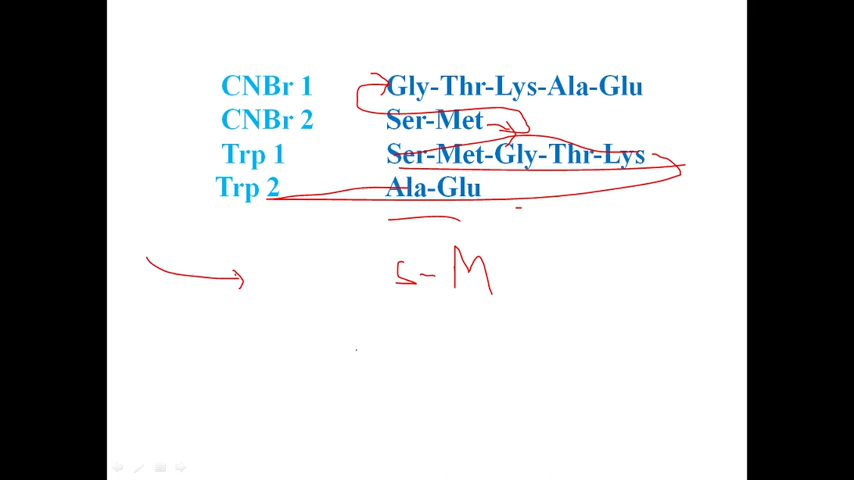 CNBr 1 Gly-Thr-Lys-Ala-Glu
CNBr 2 Ser-Met
Trp 1 Ser-Met-Gly-Thr-Lys
Trp 2 Ala-Glu
S-M